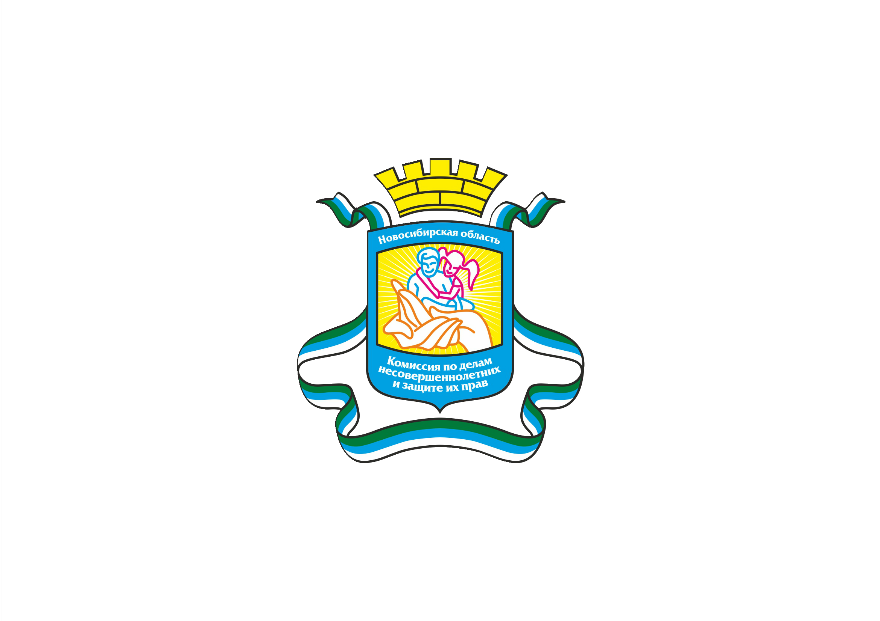 Новосибирская область
Комиссия по делам
несовершеннолетних
и защите их прав